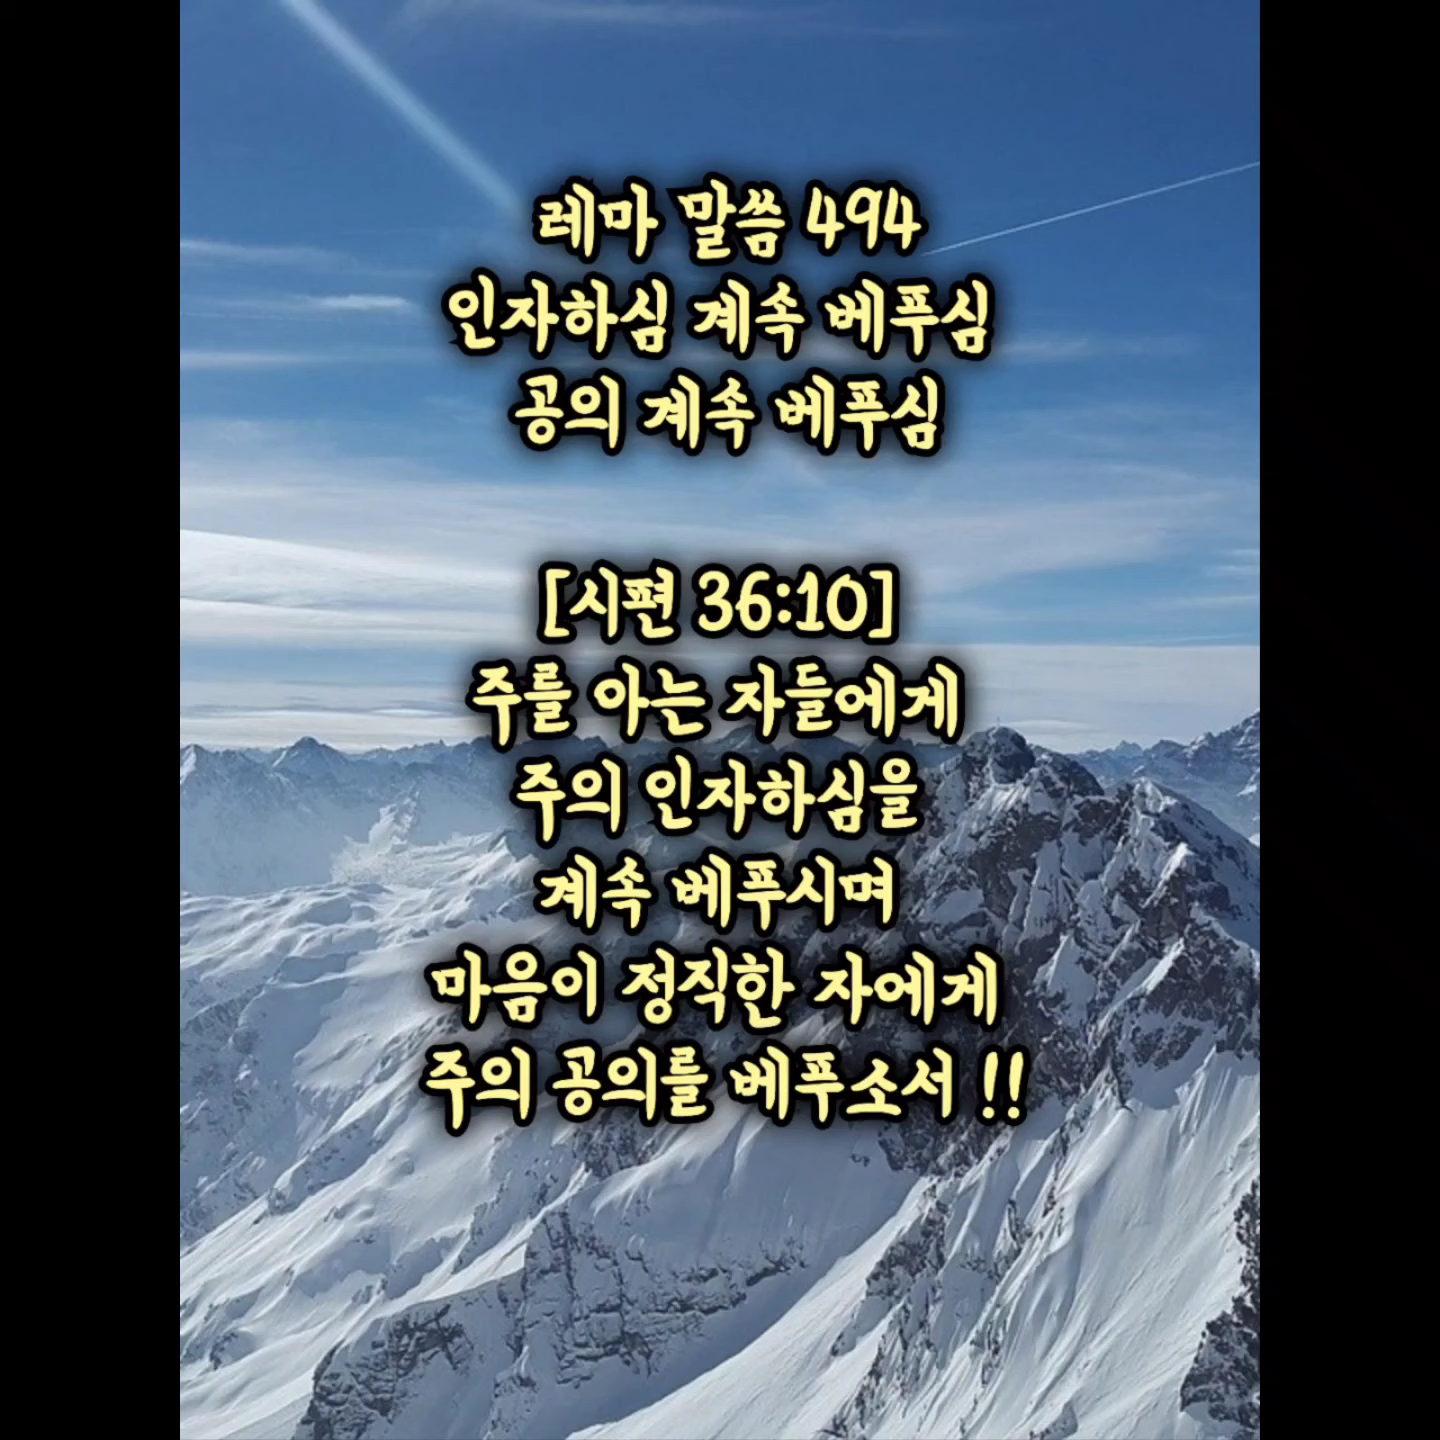 레마 말씀 494
인자하심 계속 베푸심
공의 계속 베푸심
[시편 36:10]
주를 아는 자들에게
주의 인자하심을
계속 베푸시며
마음이 정직한 자에게
주의 공의를 베푸소서 !!